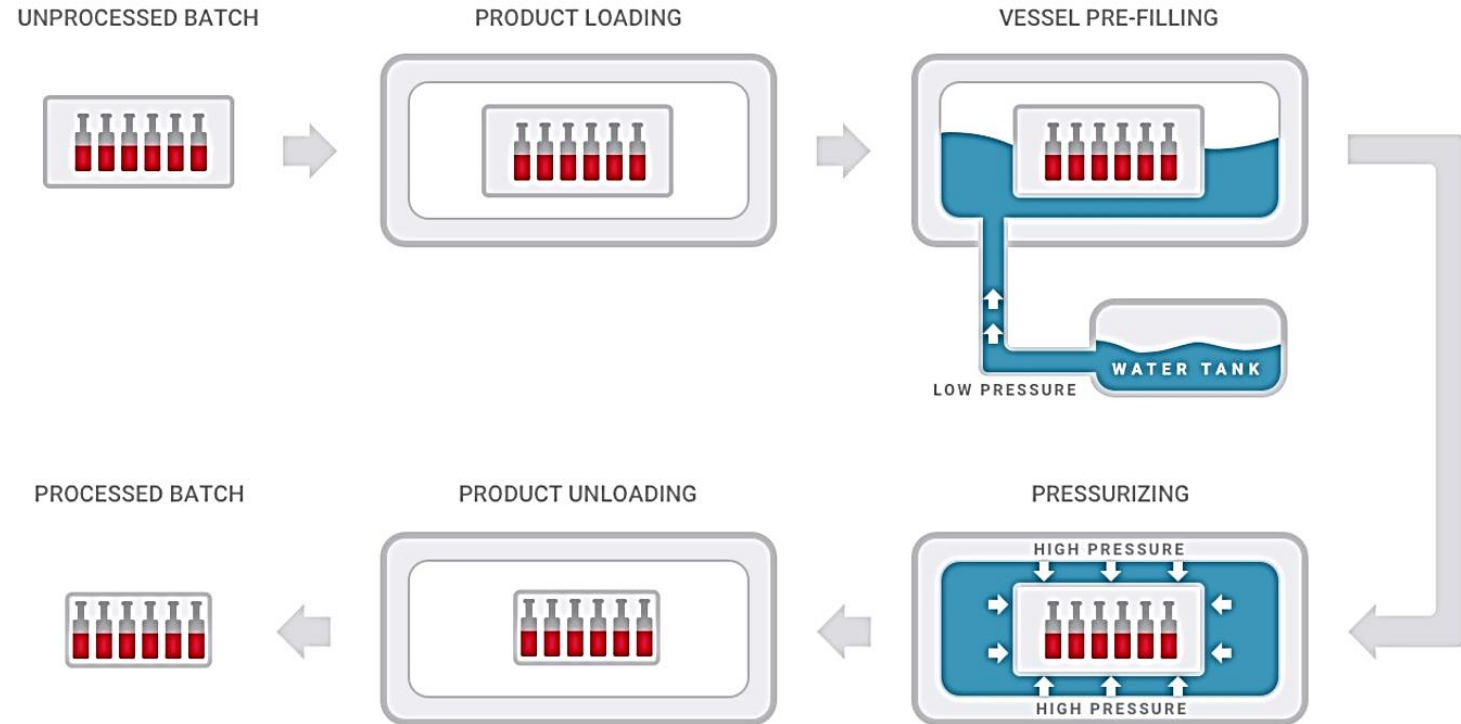 UNPROCESSED BATCH
PRODUCT LOADING
VESSEL PRE-FILLING
WATER TANK
LOW PRESSURE
PROCESSED BATCH
PRODUCT UNLOADING
PRESSURIZING
HIGH PRESSURE
HIGH PRESSURE